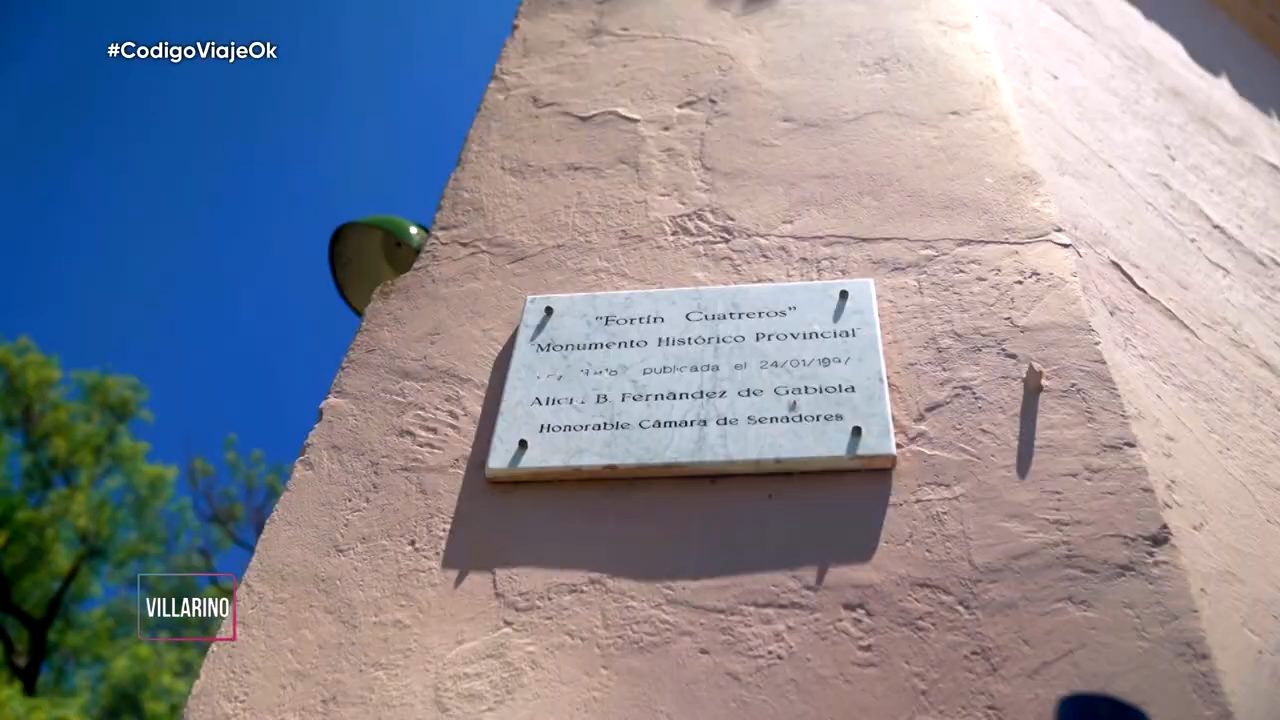 #CodigoViajeOk
"Fortín Cuatreros"
"Monumento Histórico Provincial"
publicada el 24/01/1997
Alicia B. Fernández de Gabiola
Honorable Cámara de Senadores
VILLARINO